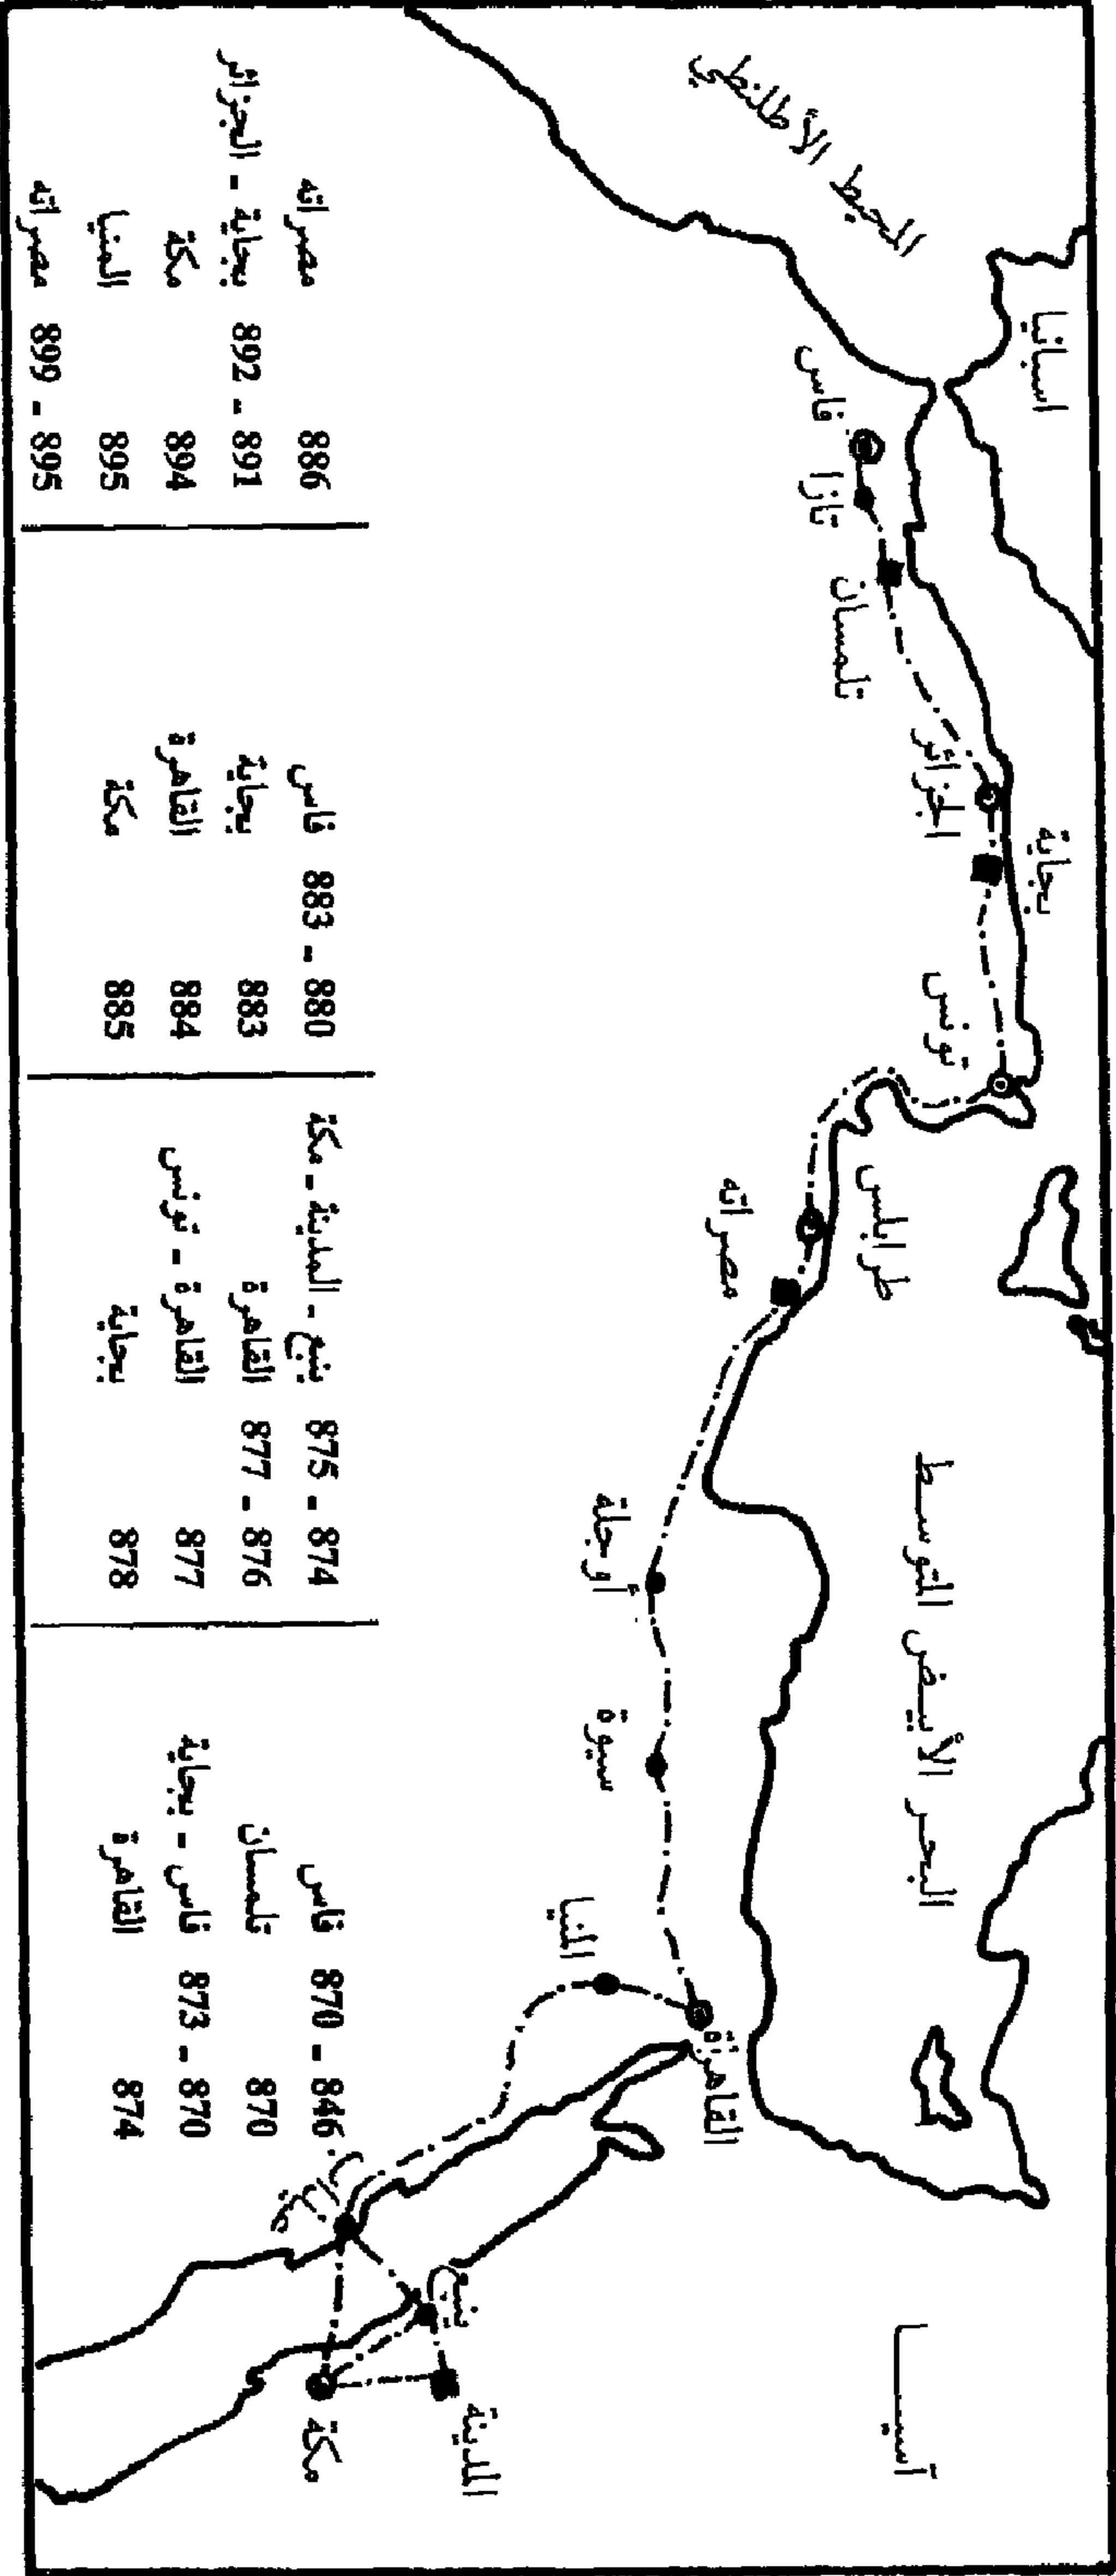 اسبانيا
المحيط الأطلنطي
فاس
تازا
تلمسان
الجزائر
بجاية
تونس
طرابلس
مصراته
البحر الأبيض المتوسط
أوجلة
سيوة
المنيا
القاهرة
آسيـــا
ينبع
المدينة
مكة
846 - 870 فاس
870 تلمسان
870 - 873 فاس - بجاية
874 القاهرة
874 - 875 ينبع - المدينة - مكة
876 - 877 القاهرة
877 القاهرة - تونس
878 بجاية
880 - 883 فاس
883 بجاية
884 القاهرة
885 مكة
886 مصراته
891 - 892 بجاية - الجزائر
894 مكة
895 المنيا
895 - 899 مصراته